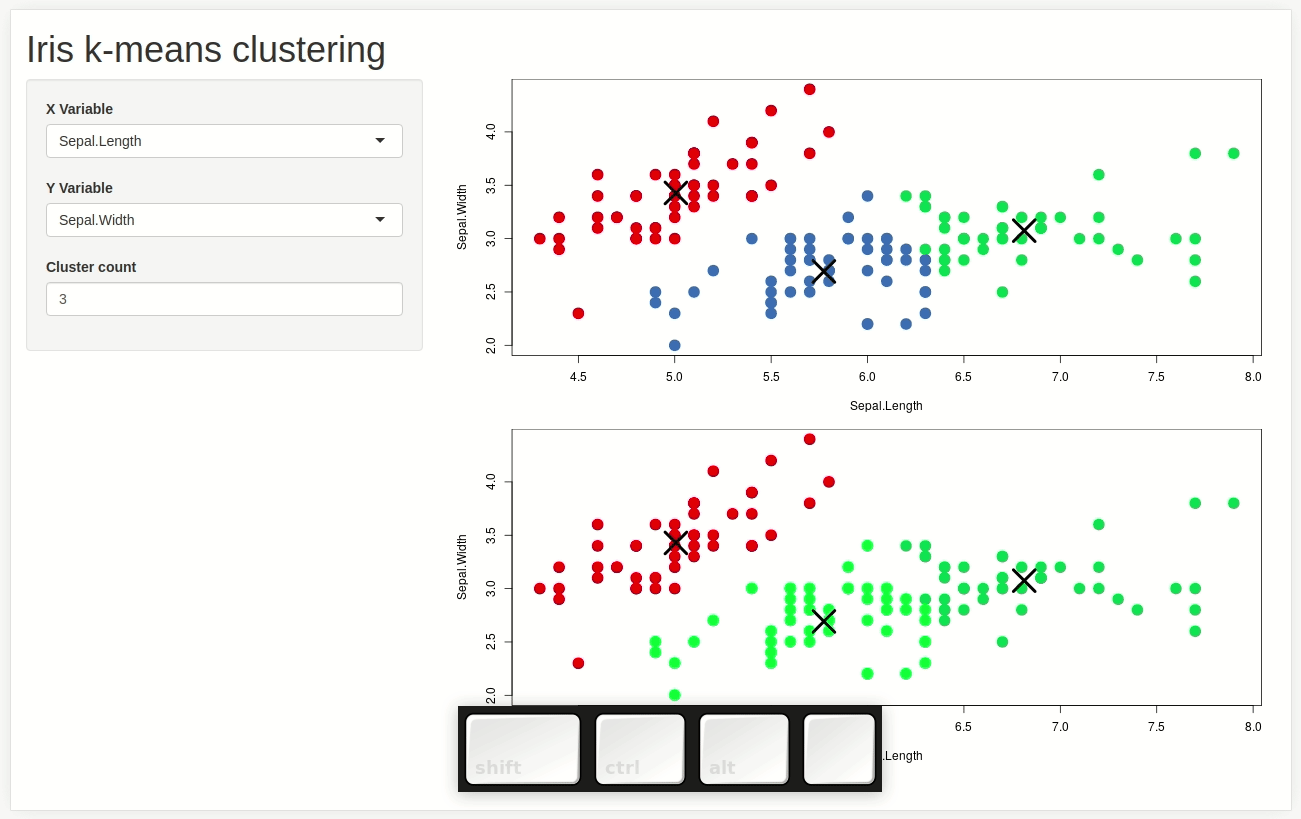 Iris k-means clustering
X Variable
Sepal.Length
Y Variable
Sepal.Width
Cluster count
3
Sepal.Width
4.0
3.5
3.0
2.5
2.0
4.5 5.0 5.5 6.0 6.5 7.0 7.5 8.0
Sepal.Length
Sepal.Width
4.0
3.5
3.0
2.5
2.0
6.5 7.0 7.5 8.0
.Length
shift ctrl alt